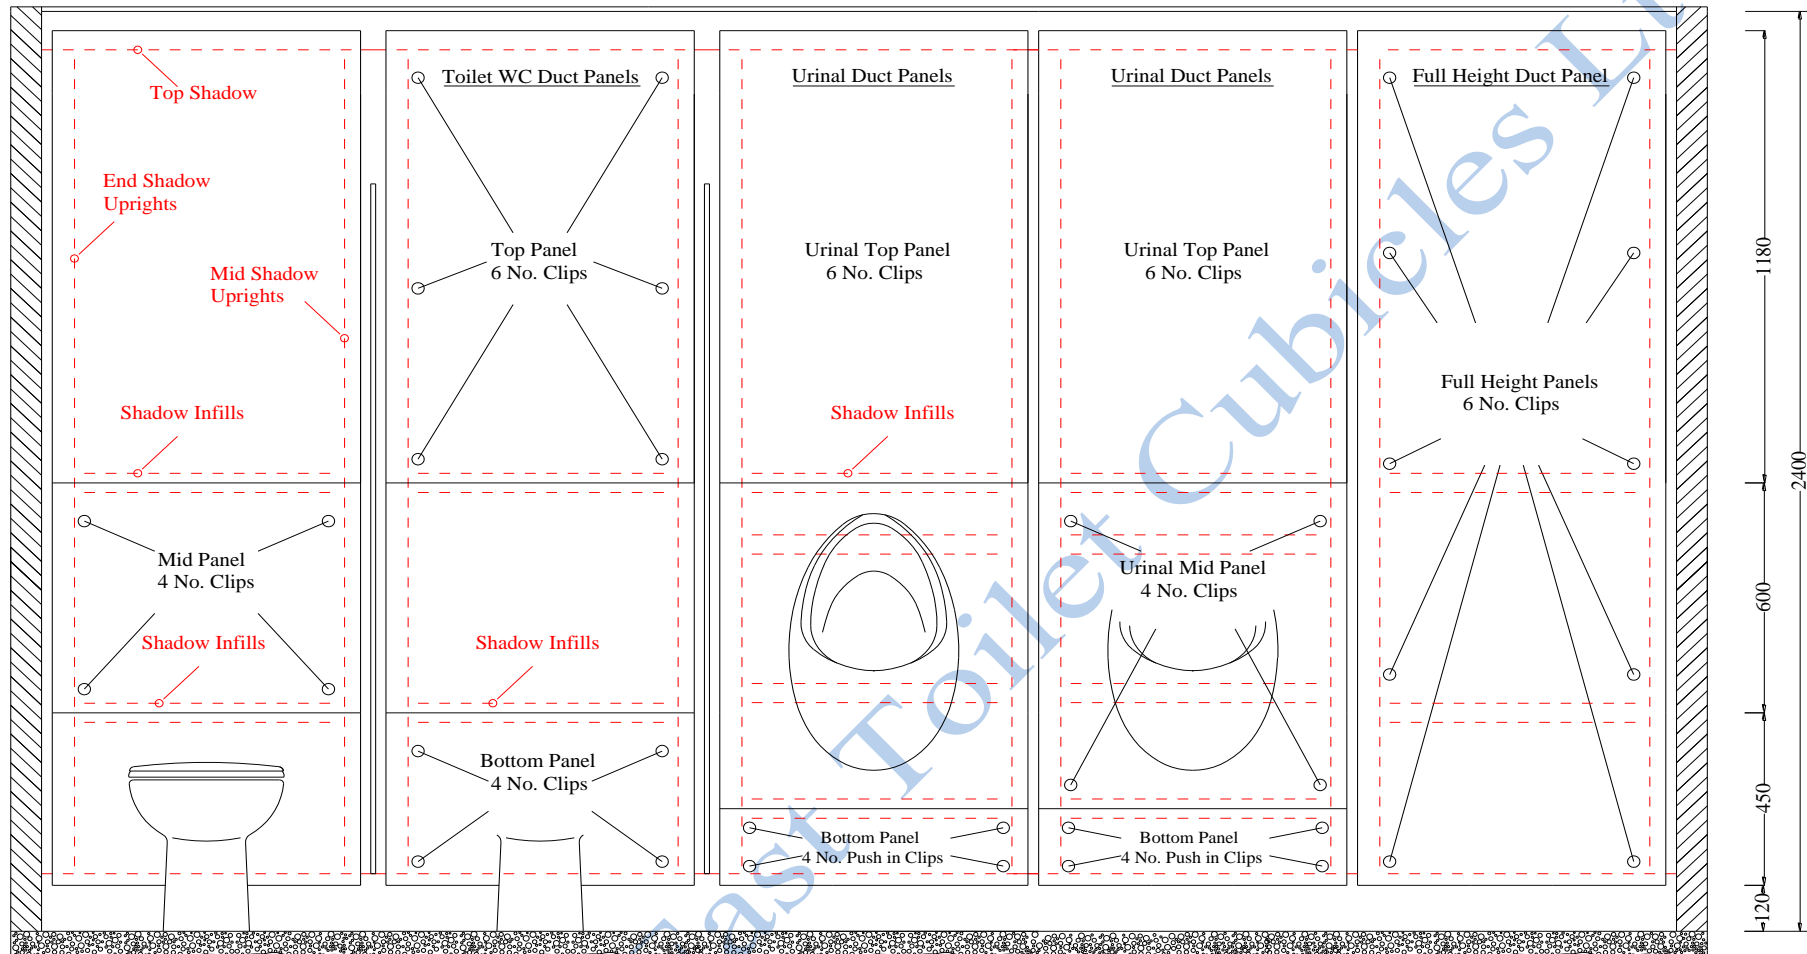 Toilet WC Duct Panels
Urinal Duct Panels
Urinal Duct Panels
Full Height Duct Panel
Top Shadow
End Shadow
Uprights
Mid Shadow
Uprights
Top Panel
6 No. Clips
Urinal Top Panel
6 No. Clips
Urinal Top Panel
6 No. Clips
Full Height Panels
6 No. Clips
Shadow Infills
Shadow Infills
Mid Panel
4 No. Clips
Urinal Mid Panel
4 No. Clips
Shadow Infills
Shadow Infills
Bottom Panel
4 No. Clips
Bottom Panel
4 No. Push in Clips
Bottom Panel
4 No. Push in Clips
1180
600
450
120
2400
East Toilet Cubicles